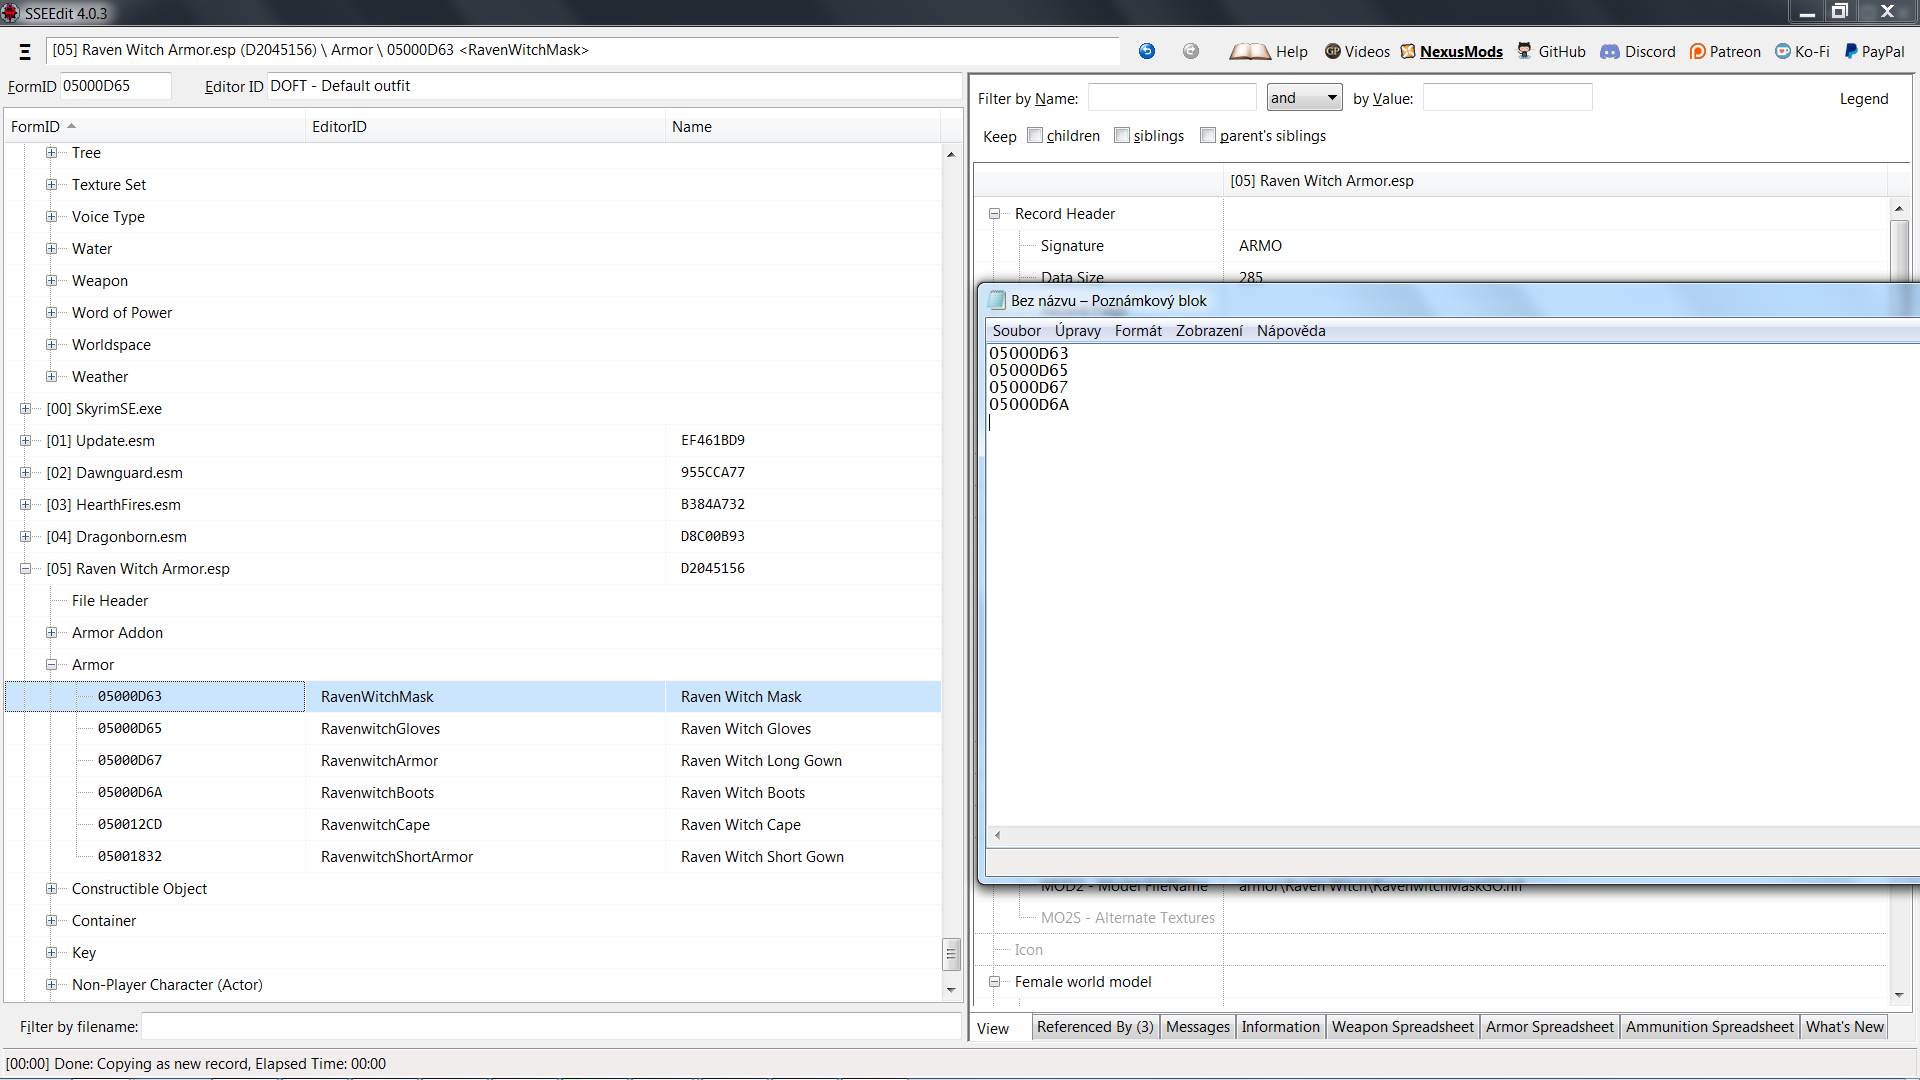 SSEEdit 4.0.3
[05] Raven Witch Armor.esp (D2045156) \ Armor \ 05000D63 <RavenWitchMask>
Help
GP Videos
NexusMods
GitHub
Discord
Patreon
Ko-Fi
PayPal
FormID 05000D65 Editor ID DOFT - Default outfit
FormID EditorID Name
Tree
Texture Set
Voice Type
Water
Weapon
Word of Power
Worldspace
Weather
[00] SkyrimSE.exe
[01] Update.esm EF461BD9
[02] Dawnguard.esm 955CCA77
[03] HearthFires.esm B384A732
[04] Dragonborn.esm D8C00B93
[05] Raven Witch Armor.esp D2045156
File Header
Armor Addon
Armor
05000D63 RavenWitchMask Raven Witch Mask
05000D65 RavenwitchGloves Raven Witch Gloves
05000D67 RavenwitchArmor Raven Witch Long Gown
05000D6A RavenwitchBoots Raven Witch Boots
050012CD RavenwitchCape Raven Witch Cape
05001832 RavenwitchShortArmor Raven Witch Short Gown
Constructible Object
Container
Key
Non-Player Character (Actor)
Filter by filename:
[00:00] Done: Copying as new record, Elapsed Time: 00:00
Filter by Name: and by Value: Legend
Keep children siblings parent's siblings
[05] Raven Witch Armor.esp
Record Header
Signature ARMO
Data Size 285
Bez názvu – Poznámkový blok
Soubor Úpravy Formát Zobrazení Nápověda
05000D63
05000D65
05000D67
05000D6A
MOD2 - Model FileName armor\Raven Witch\RavenwitchMaskGO.nif
MO2S - Alternate Textures
Icon
Female world model
View Referenced By (3) Messages Information Weapon Spreadsheet Armor Spreadsheet Ammunition Spreadsheet What's New